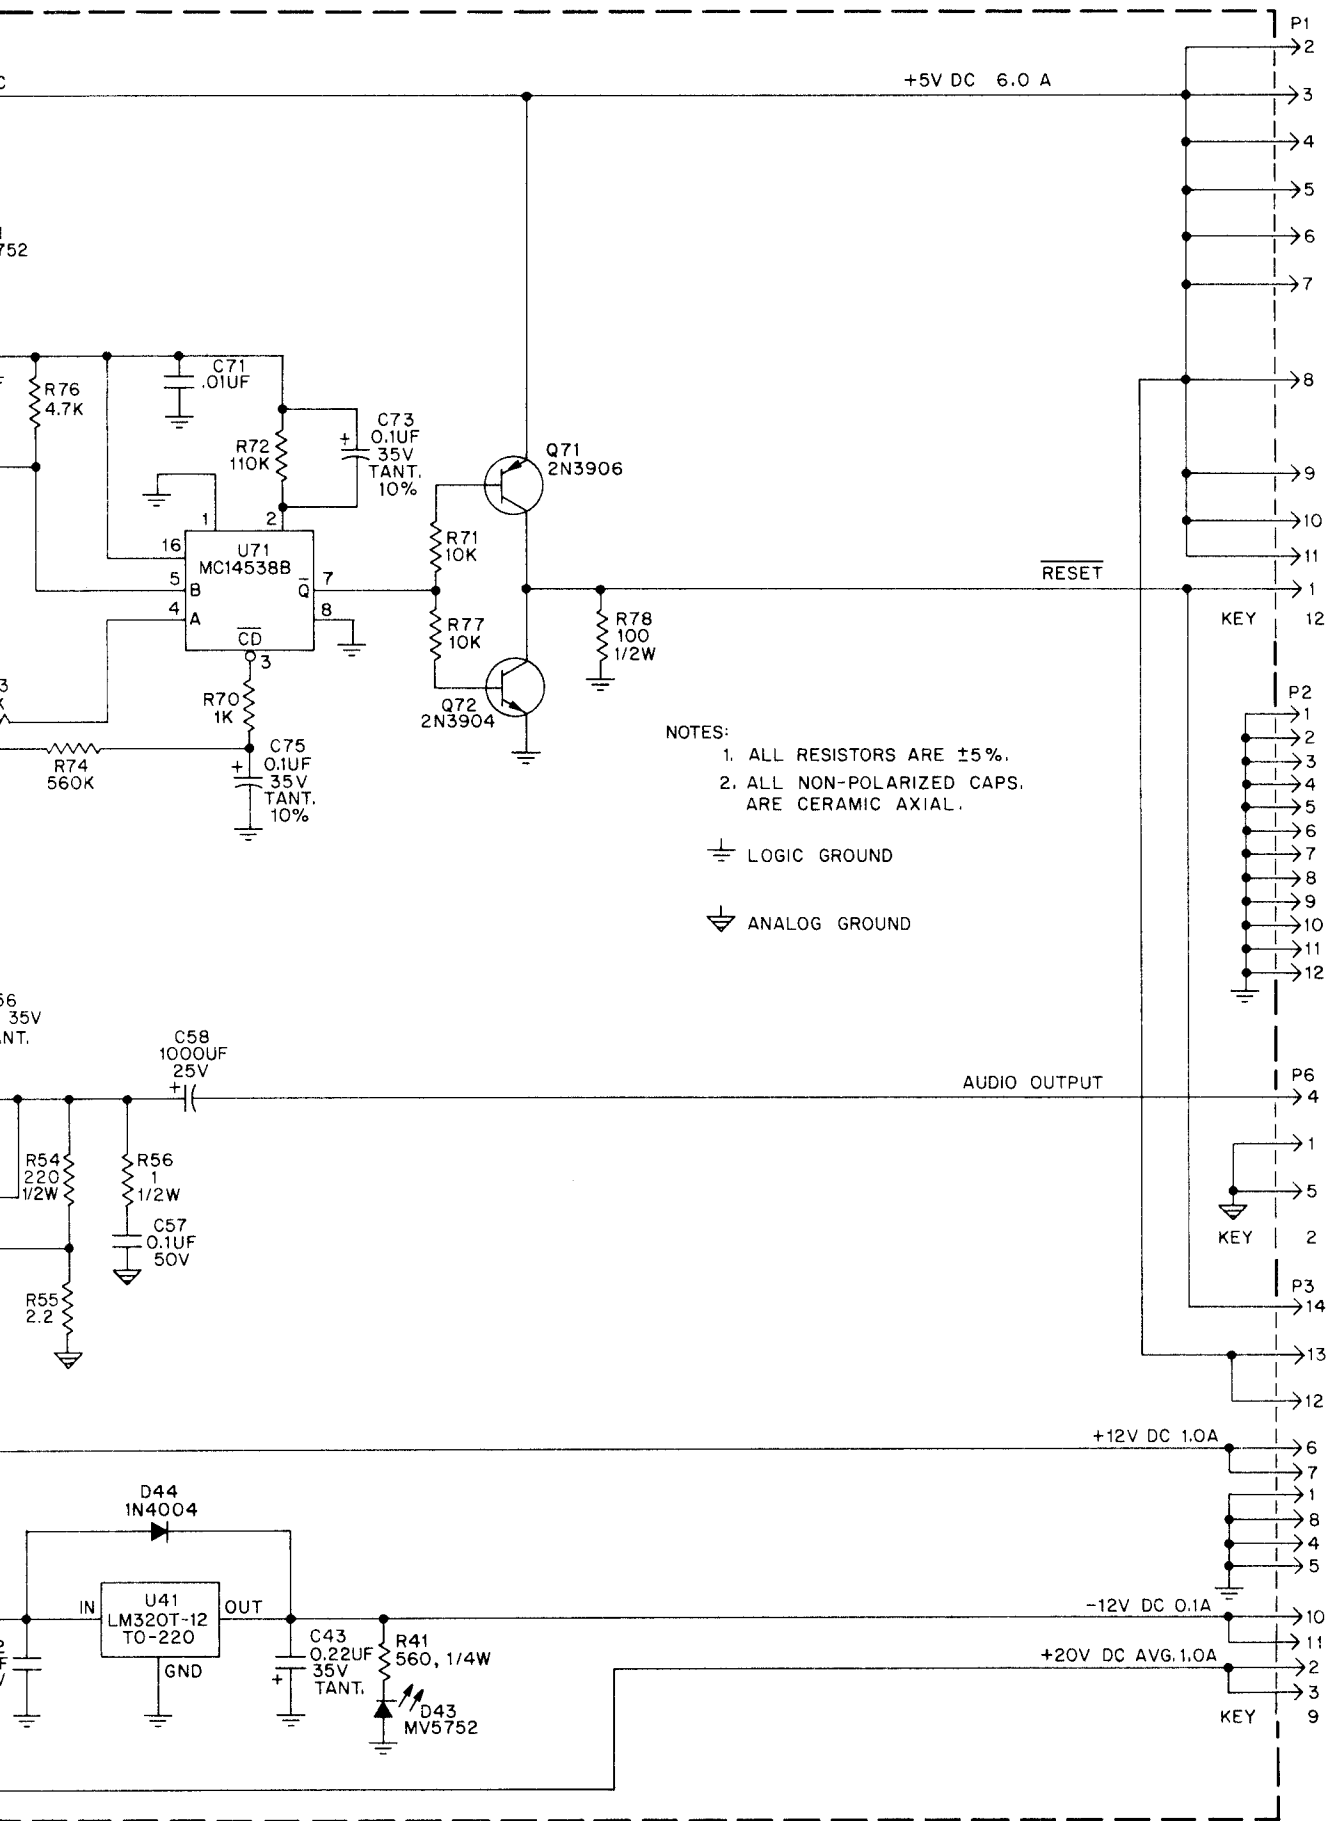 P1
2
C
+5V DC 6.0 A
3
4
5
752
6
7
R76
4.7K
C71
.01UF
8
C73
0.1UF
35V
TANT.
10%
R72
110K
Q71
2N3906
9
10
1
2
16
U71
MC14538B
R71
10K
11
RESET
5
B
Q
7
1
4
A
8
R77
10K
R78
100
1/2W
KEY 12
CD
3
R70
1K
Q72
2N3904
P2
1
2
3
4
5
6
7
8
9
10
11
12
R74
560K
C75
0.1UF
35V
TANT.
10%
NOTES:
1. ALL RESISTORS ARE ±5%.
2. ALL NON-POLARIZED CAPS.
ARE CERAMIC AXIAL.
LOGIC GROUND
ANALOG GROUND
56
35V
ANT.
C58
1000UF
25V
+
AUDIO OUTPUT
P6
4
1
5
KEY 2
R54
220
1/2W
R56
1
1/2W
C57
0.1UF
50V
R55
2.2
P3
14
13
12
+12V DC 1.0A
6
7
1
8
4
5
D44
1N4004
IN
U41
LM320T-12
TO-220
OUT
GND
-12V DC 0.1A
10
11
C43
0.22UF
35V
TANT.
+
R41
560, 1/4W
D43
MV5752
+20V DC AVG. 1.0A
2
3
KEY 9